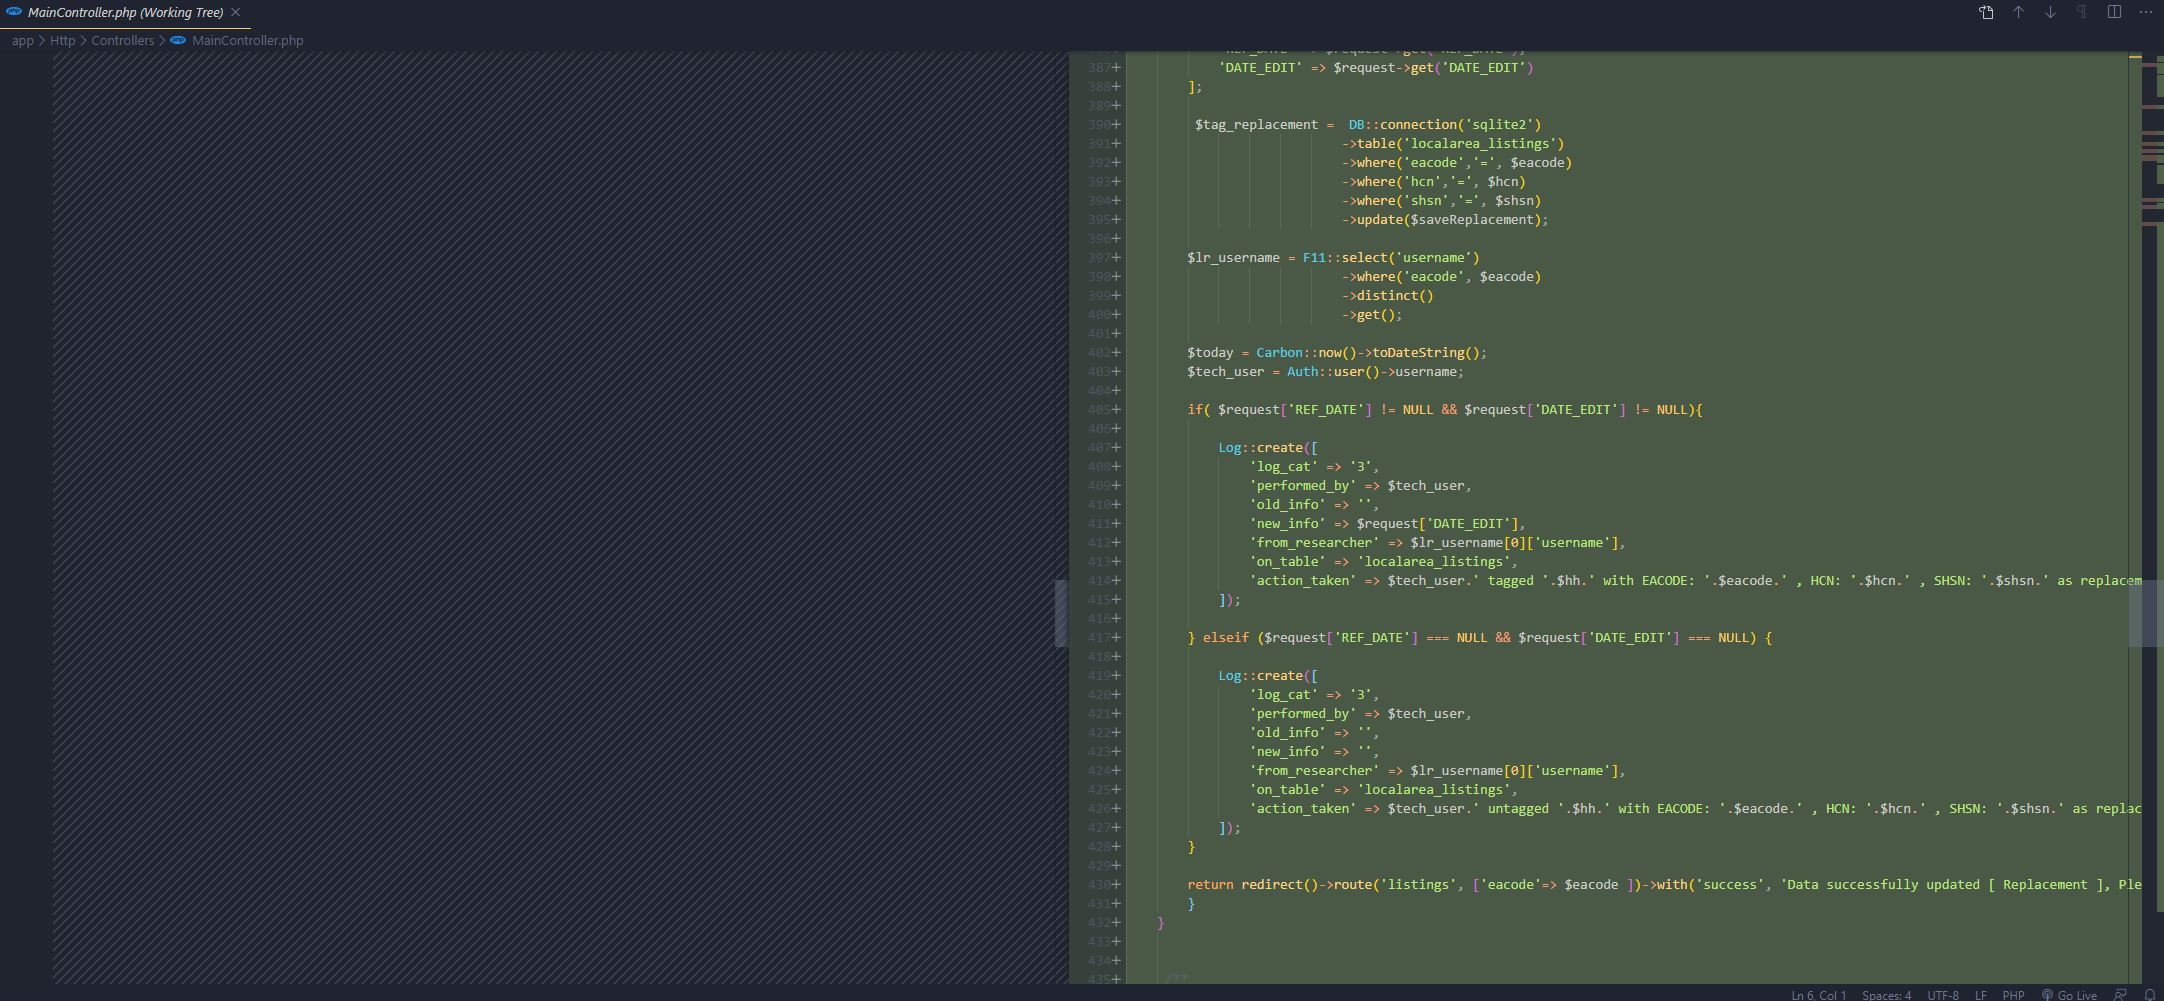 MainController.php (Working Tree)
app > Http > Controllers > MainController.php
387+ 'DATE_EDIT' => $request->get('DATE_EDIT')
388+ ];
389+
390+ $tag_replacement = DB::connection('sqlite2')
391+ ->table('localarea_listings')
392+ ->where('eacode','=', $eacode)
393+ ->where('hcn','=', $hcn)
394+ ->where('shsn','=', $shsn)
395+ ->update($saveReplacement);
396+
397+ $lr_username = F11::select('username')
398+ ->where('eacode', $eacode)
399+ ->distinct()
400+ ->get();
401+
402+ $today = Carbon::now()->toDateString();
403+ $tech_user = Auth::user()->username;
404+
405+ if( $request['REF_DATE'] != NULL && $request['DATE_EDIT'] != NULL){
406+
407+ Log::create([
408+ 'log_cat' => '3',
409+ 'performed_by' => $tech_user,
410+ 'old_info' => '',
411+ 'new_info' => $request['DATE_EDIT'],
412+ 'from_researcher' => $lr_username[0]['username'],
413+ 'on_table' => 'localarea_listings',
414+ 'action_taken' => $tech_user.' tagged '.$hh.' with EACODE: '.$eacode.' , HCN: '.$hcn.' , SHSN: '.$shsn.' as replacem
415+ ]);
416+
417+ } elseif ($request['REF_DATE'] === NULL && $request['DATE_EDIT'] === NULL) {
418+
419+ Log::create([
420+ 'log_cat' => '3',
421+ 'performed_by' => $tech_user,
422+ 'old_info' => '',
423+ 'new_info' => '',
424+ 'from_researcher' => $lr_username[0]['username'],
425+ 'on_table' => 'localarea_listings',
426+ 'action_taken' => $tech_user.' untagged '.$hh.' with EACODE: '.$eacode.' , HCN: '.$hcn.' , SHSN: '.$shsn.' as replac
427+ ]);
428+ }
429+
430+ return redirect()->route('listings', ['eacode'=> $eacode ])->with('success', 'Data successfully updated [ Replacement ], Ple
431+ }
432+ }
433+
434+
435+ /**
Ln 6, Col 1 Spaces: 4 UTF-8 LF PHP Go Live